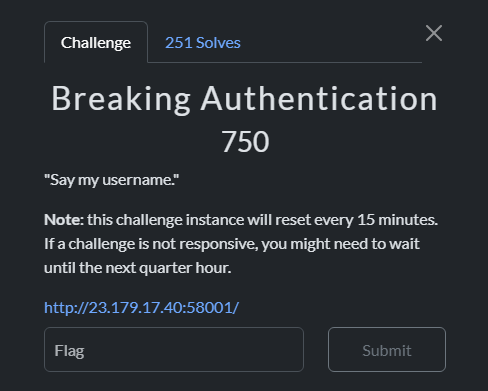 Challenge
251 Solves
Breaking Authentication
750
"Say my username."
Note: this challenge instance will reset every 15 minutes.
If a challenge is not responsive, you might need to wait
until the next quarter hour.
http://23.179.17.40:58001/
Flag
Submit